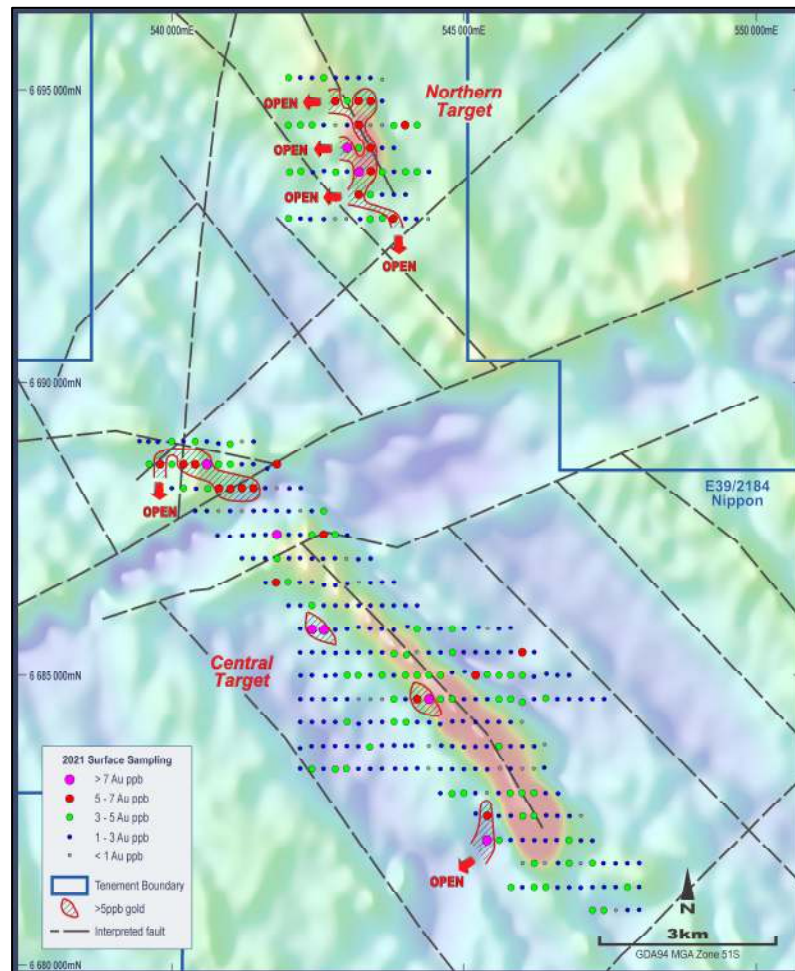 540 000mE
545 000mE
550 000mE
6 695 000mN
Northern
Target
OPEN
OPEN
OPEN
OPEN
6 690 000mN
E39/2184
Nippon
OPEN
Central
Target
6 685 000mN
2021 Surface Sampling
> 7 Au ppb
5 - 7 Au ppb
3 - 5 Au ppb
1 - 3 Au ppb
< 1 Au ppb
Tenement Boundary
>5ppb gold
Interpreted fault
OPEN
N
3km
GDA94 MGA Zone 51S
6 680 000mN